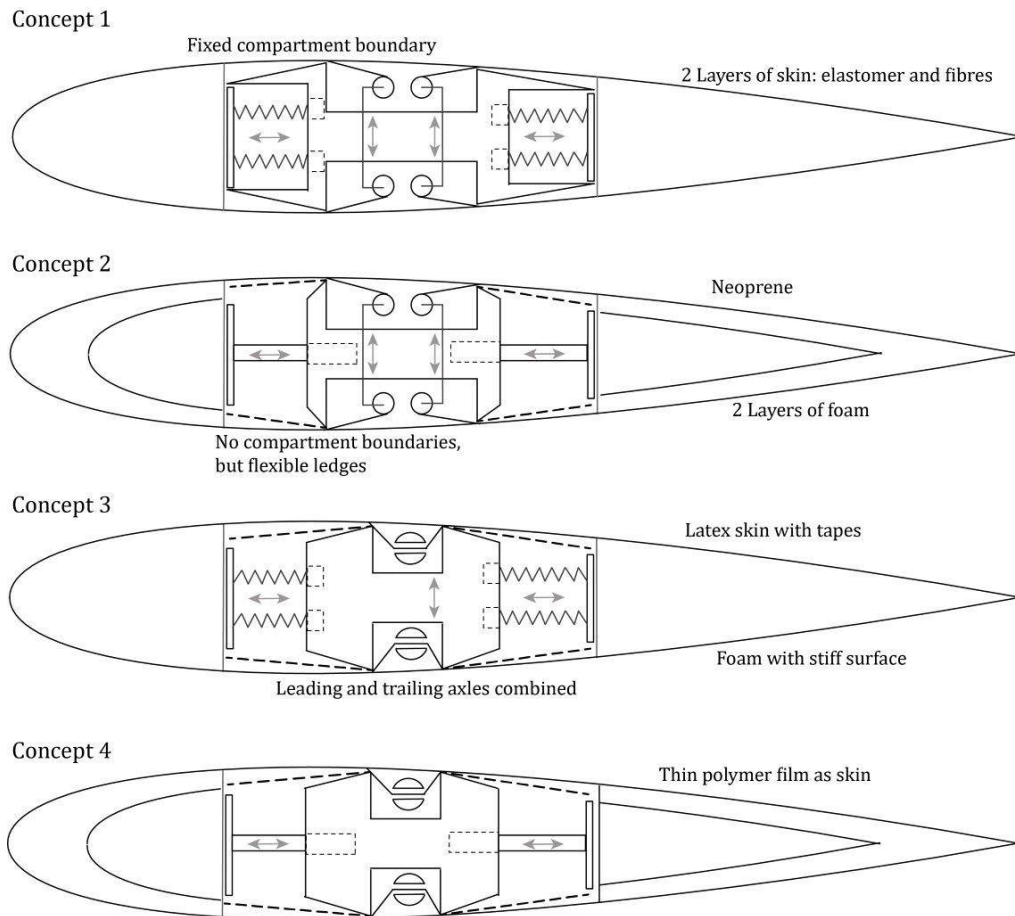 Concept 1
Fixed compartment boundary
2 Layers of skin: elastomer and fibres
Concept 2
Neoprene
2 Layers of foam
No compartment boundaries,
but flexible ledges
Concept 3
Latex skin with tapes
Foam with stiff surface
Leading and trailing axles combined
Concept 4
Thin polymer film as skin